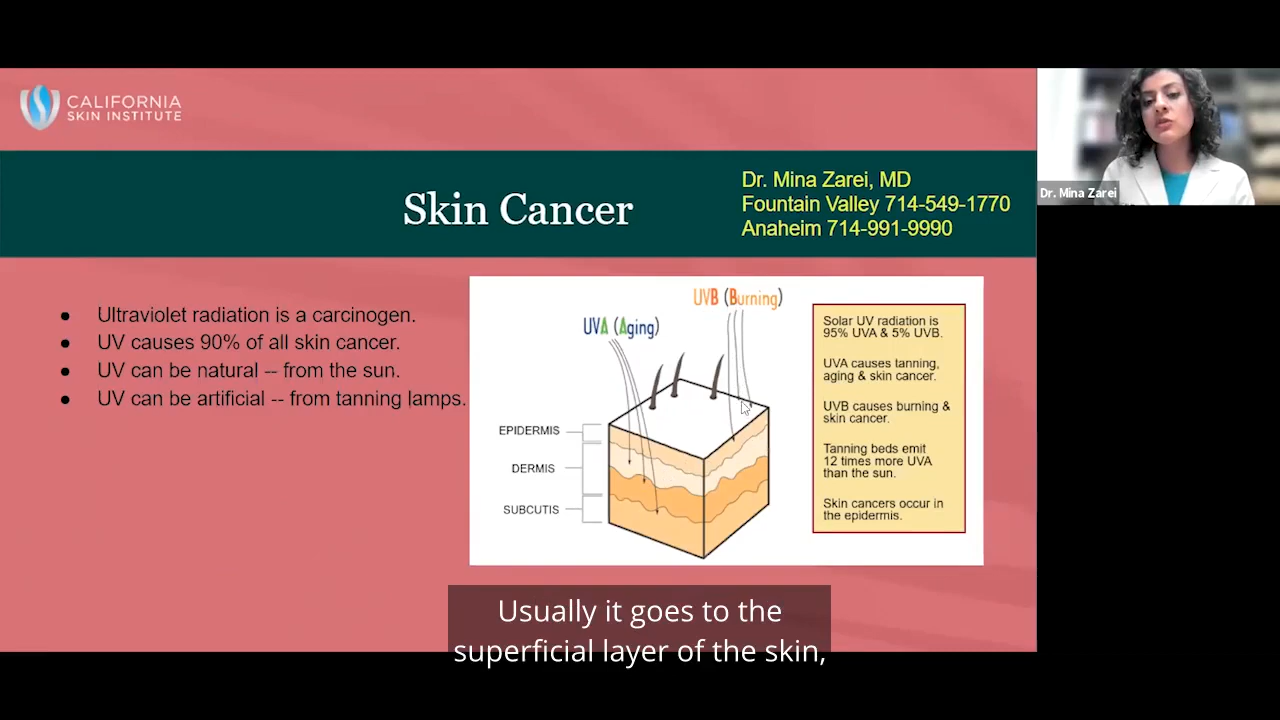 CALIFORNIA
SKIN INSTITUTE
Skin Cancer
Dr. Mina Zarei, MD
Fountain Valley 714-549-1770
Anaheim 714-991-9990
Dr. Mina Zarei
• Ultraviolet radiation is a carcinogen.
• UV causes 90% of all skin cancer.
• UV can be natural -- from the sun.
• UV can be artificial -- from tanning lamps.
UVB (Burning)
UVA (Aging)
EPIDERMIS
DERMIS
SUBCUTIS
Solar UV radiation is
95% UVA & 5% UVB.
UVA causes tanning,
aging & skin cancer.
UVB causes burning &
skin cancer.
Tanning beds emit
12 times more UVA
than the sun.
Skin cancers occur in
the epidermis.
Usually it goes to the
superficial layer of the skin,